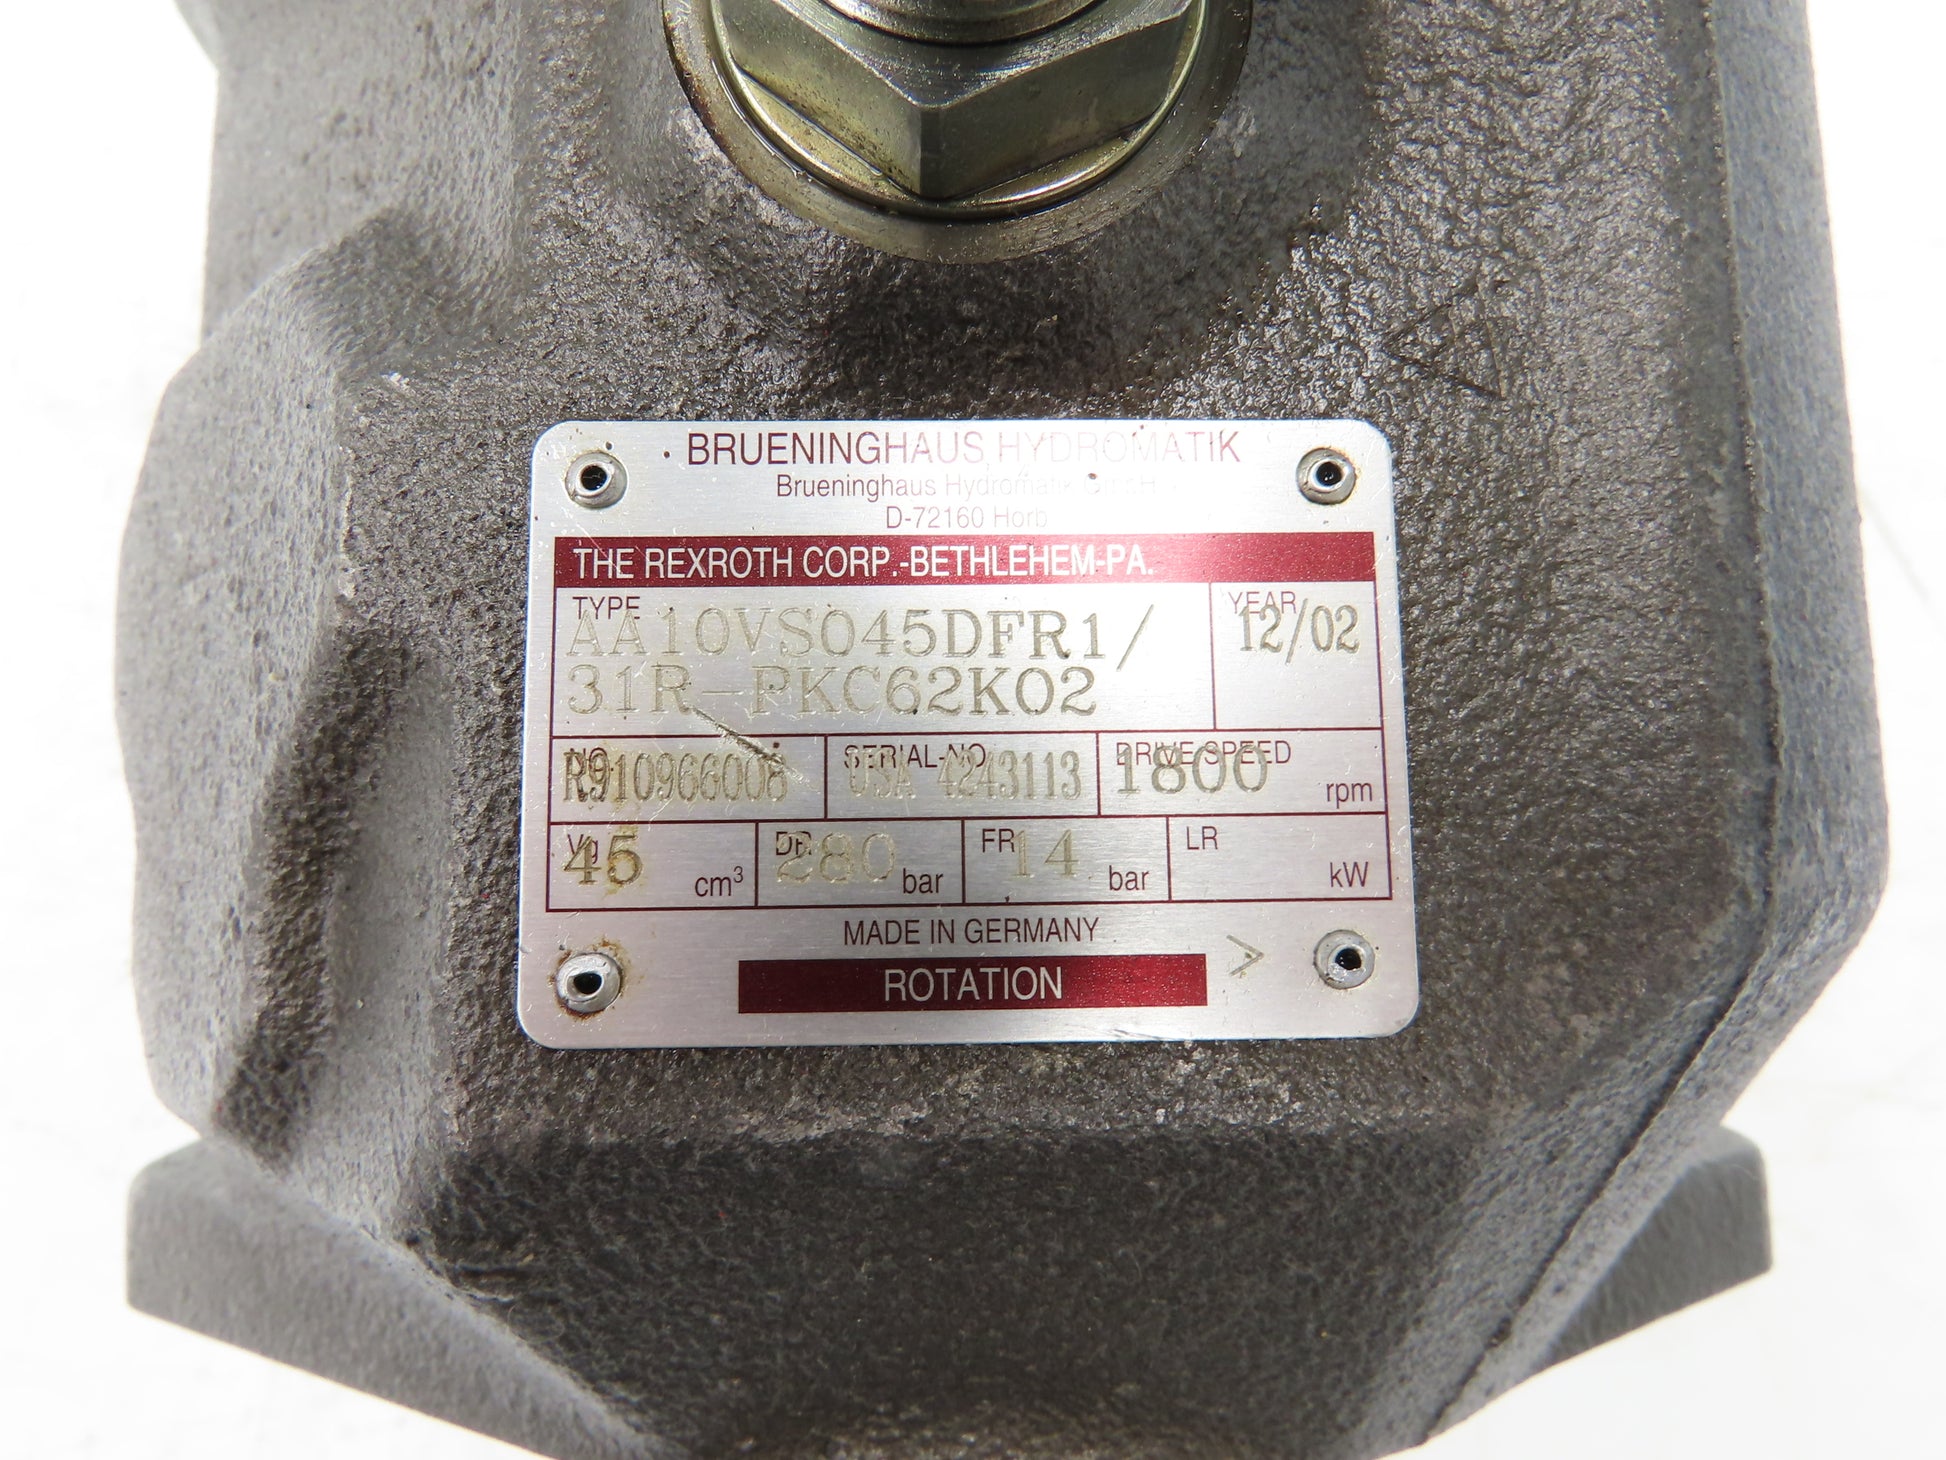 BRUENINGHAUS HYDROMATIK
Brueninghaus Hydromatik GmbH
D-72160 Horb
THE REXROTH CORP.-BETHLEHEM-PA.
TYPE AA10VSO45DFR1/
31R-PKC62K02
YEAR 12/02
NO. R910966008
SERIAL-NO. USA 4243113
DRIVE SPEED 1800 rpm
Vg 45 cm³
DR 280 bar
FR 14 bar
LR kW
MADE IN GERMANY
ROTATION >